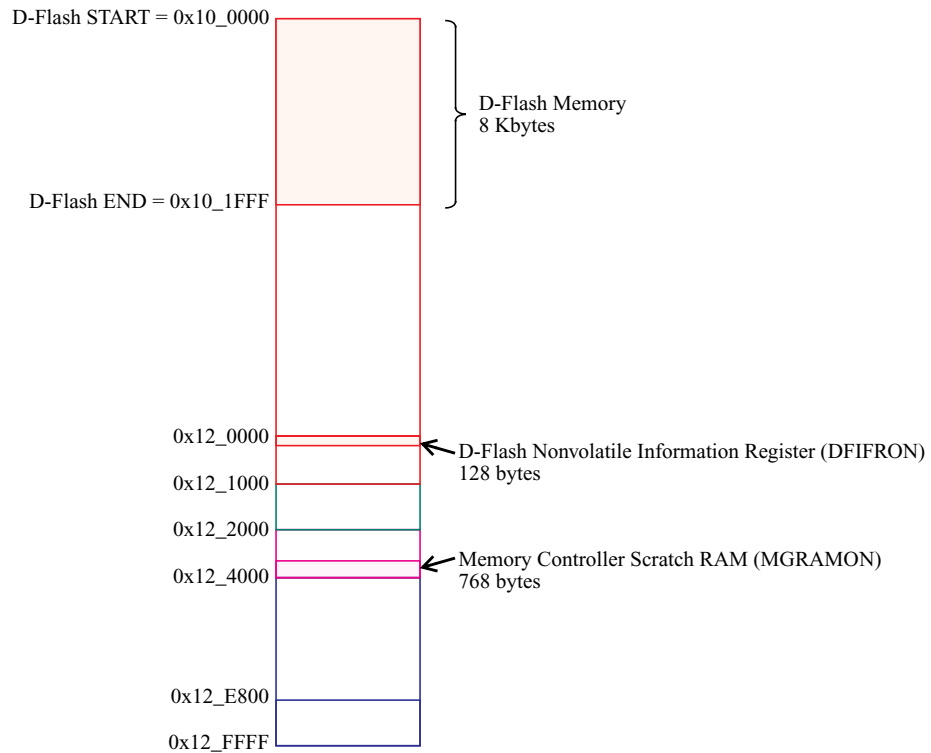 D-Flash START = 0x10_0000
D-Flash Memory
8 Kbytes
D-Flash END = 0x10_1FFF
0x12_0000
D-Flash Nonvolatile Information Register (DFIFRON)
128 bytes
0x12_1000
0x12_2000
Memory Controller Scratch RAM (MGRAMON)
768 bytes
0x12_4000
0x12_E800
0x12_FFFF